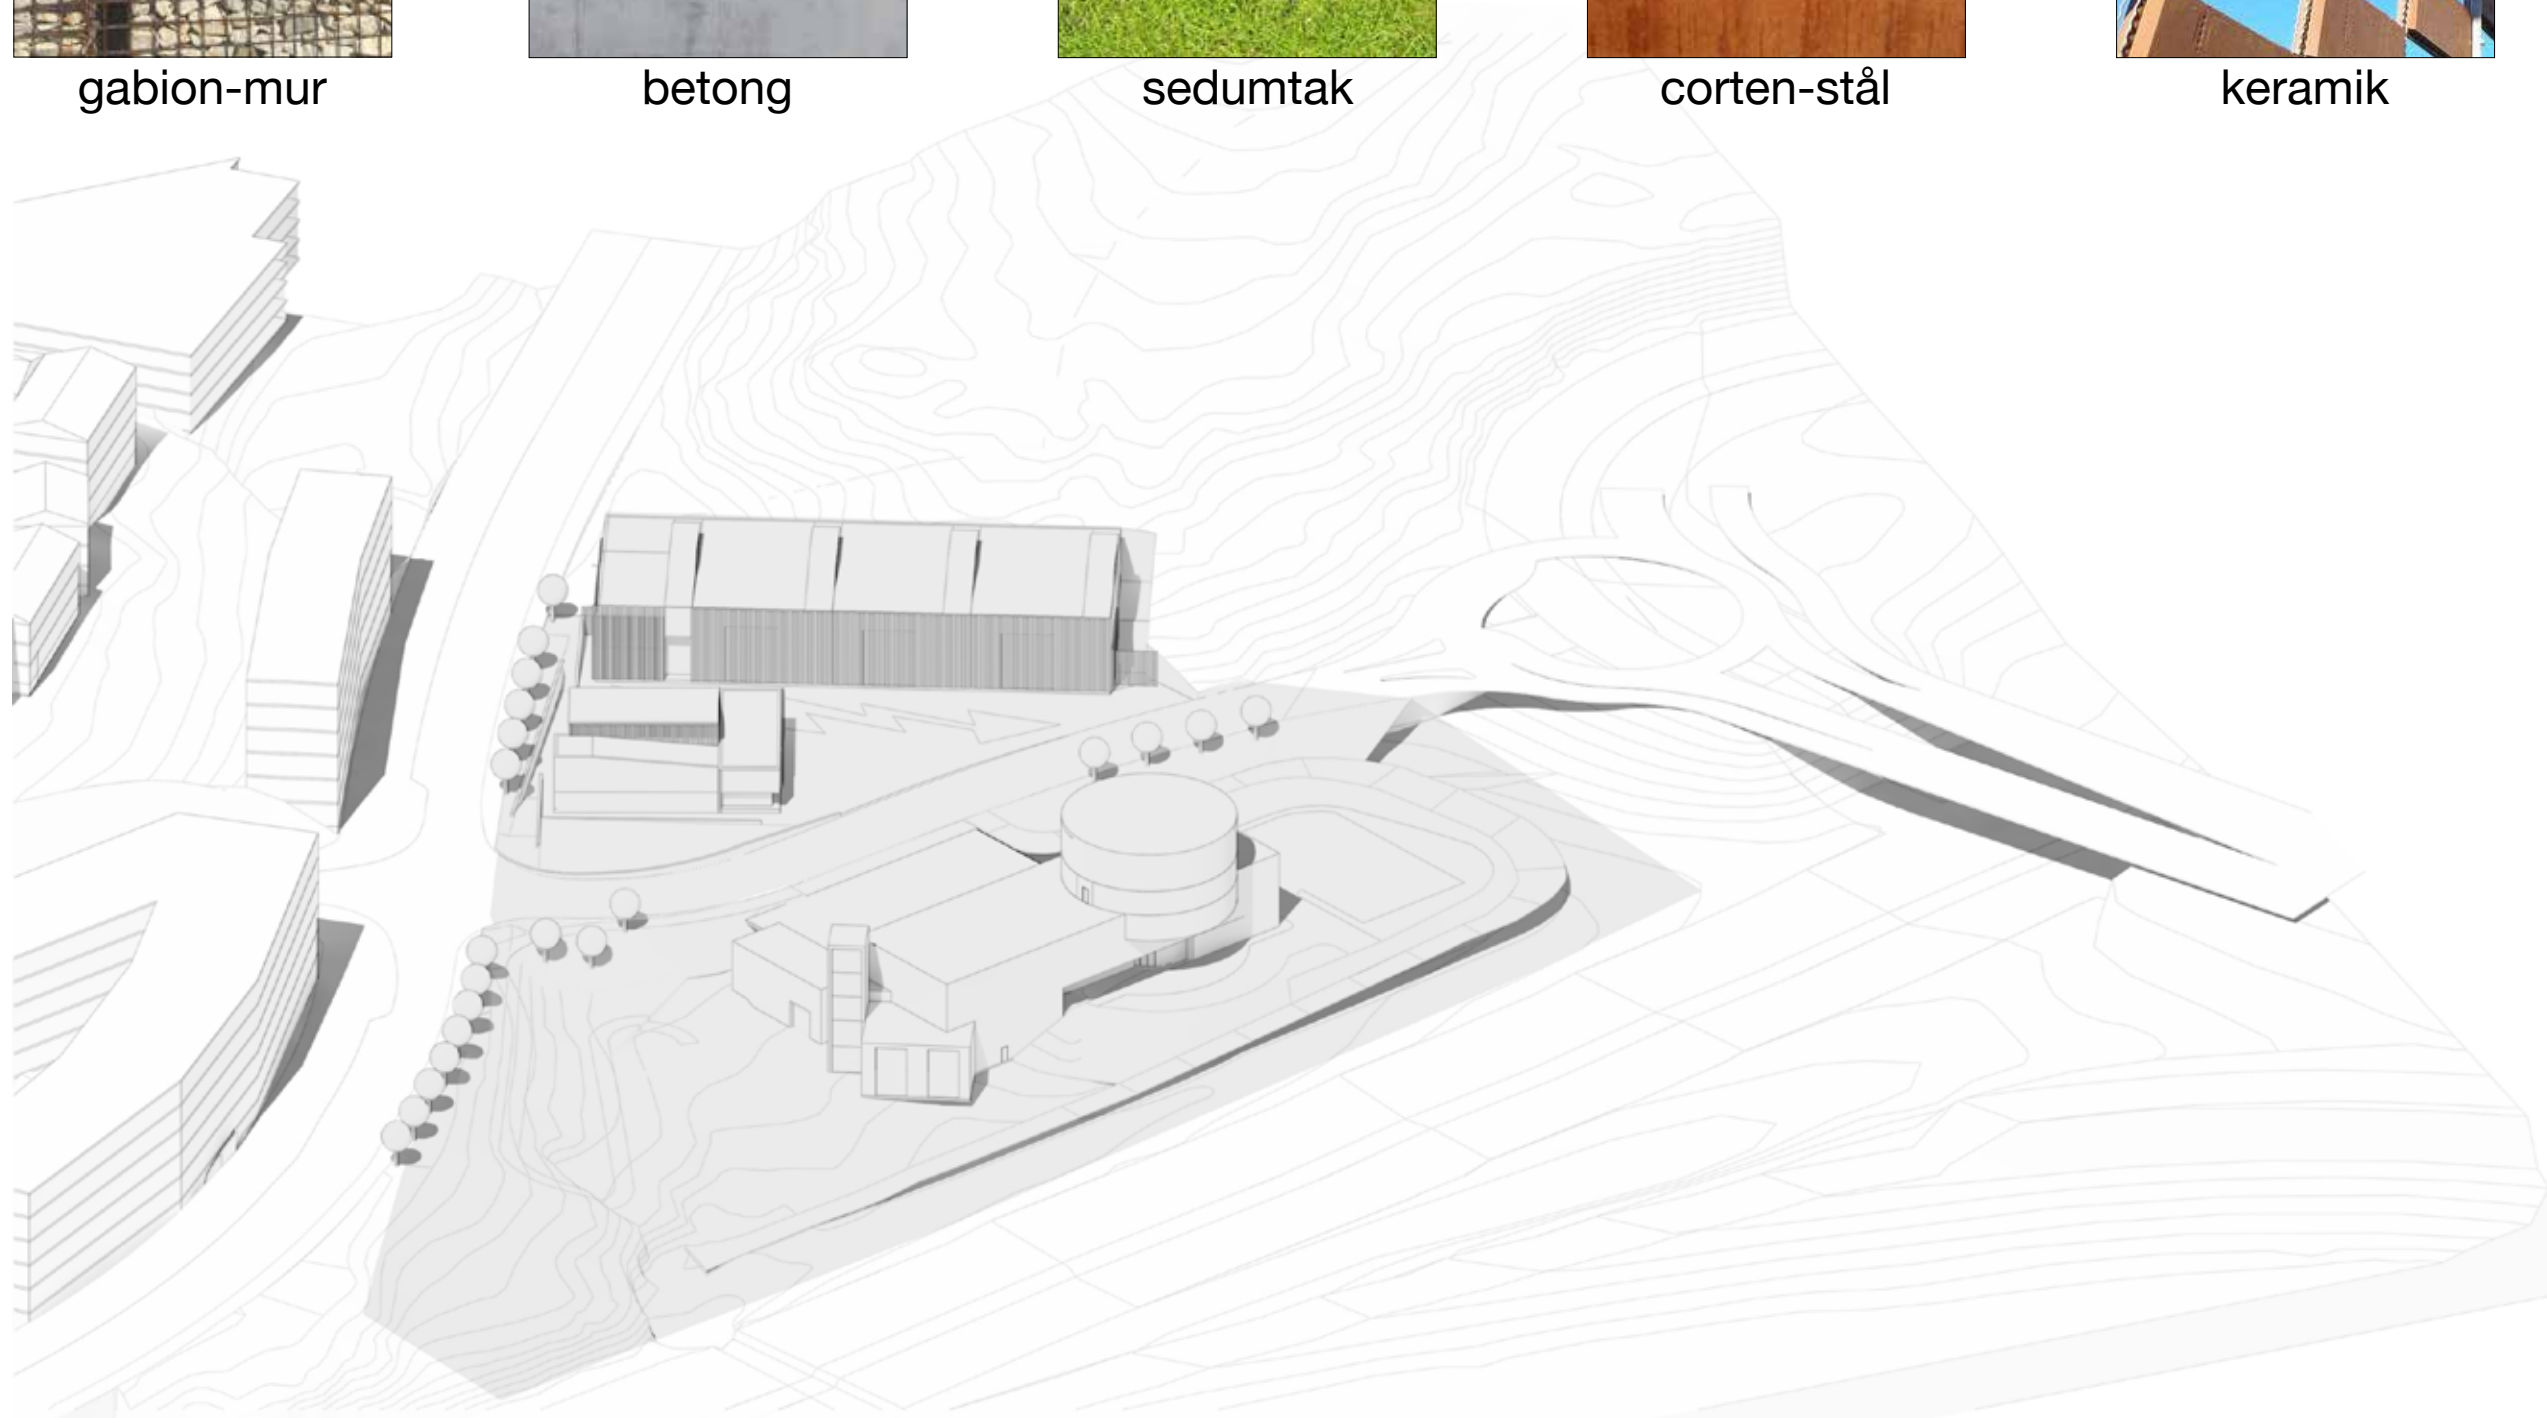 gabion-mur
betong
sedumtak
corten-stål
keramik